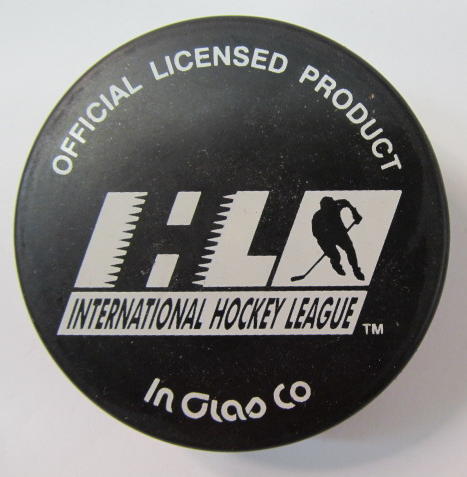 OFFICIAL LICENSED PRODUCT
IHL
INTERNATIONAL HOCKEY LEAGUE TM
In Glas Co